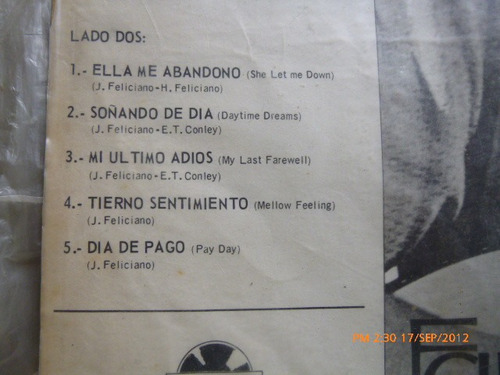 LADO DOS:
1.- ELLA ME ABANDONO (She Let me Down)
(J. Feliciano-H. Feliciano)
2.- SOÑANDO DE DIA (Daytime Dreams)
(J. Feliciano-E.T. Conley)
3.- MI ULTIMO ADIOS (My Last Farewell)
(J. Feliciano-E.T. Conley)
4.- TIERNO SENTIMIENTO (Mellow Feeling)
(J. Feliciano)
5.- DIA DE PAGO (Pay Day)
(J. Feliciano)
PM 2:30 17/SEP/2012